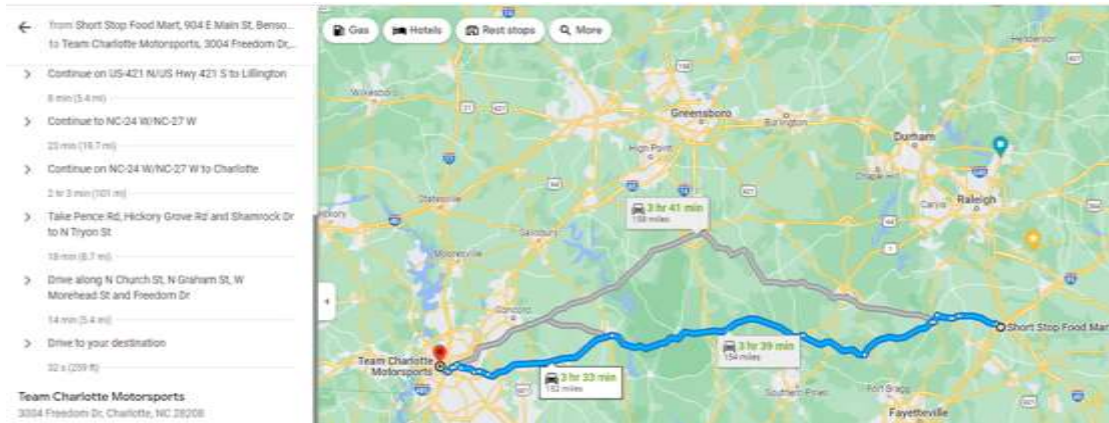 from Short Stop Food Mart, 904 E Main St, Benso...
to Team Charlotte Motorsports, 3004 Freedom Dr,...
Continue on US-421 N/US Hwy 421 S to Lillington
8 min (5.4 mi)
Continue to NC-24 W/NC-27 W
23 min (19.7 mi)
Continue on NC-24 W/NC-27 W to Charlotte
2 hr 3 min (101 mi)
Take Pence Rd, Hickory Grove Rd and Shamrock Dr
to N Tryon St
18 min (8.7 mi)
Drive along N Church St, N Graham St, W
Morehead St and Freedom Dr
14 min (5.4 mi)
Drive to your destination
32 s (259 ft)
Team Charlotte Motorsports
3004 Freedom Dr, Charlotte, NC 28208
Gas
Hotels
Rest stops
More
Henderson
Wilkesboro
Greensboro
Burlington
Durham
High Point
Chapel Hill
Statesville
Raleigh
Cary
Hickory
3 hr 41 min
158 miles
Salisbury
Mooresville
Concord
Short Stop Food Mart
Team Charlotte
Motorsports
3 hr 39 min
154 miles
3 hr 33 min
152 miles
Southern Pines
Fort Bragg
Fayetteville